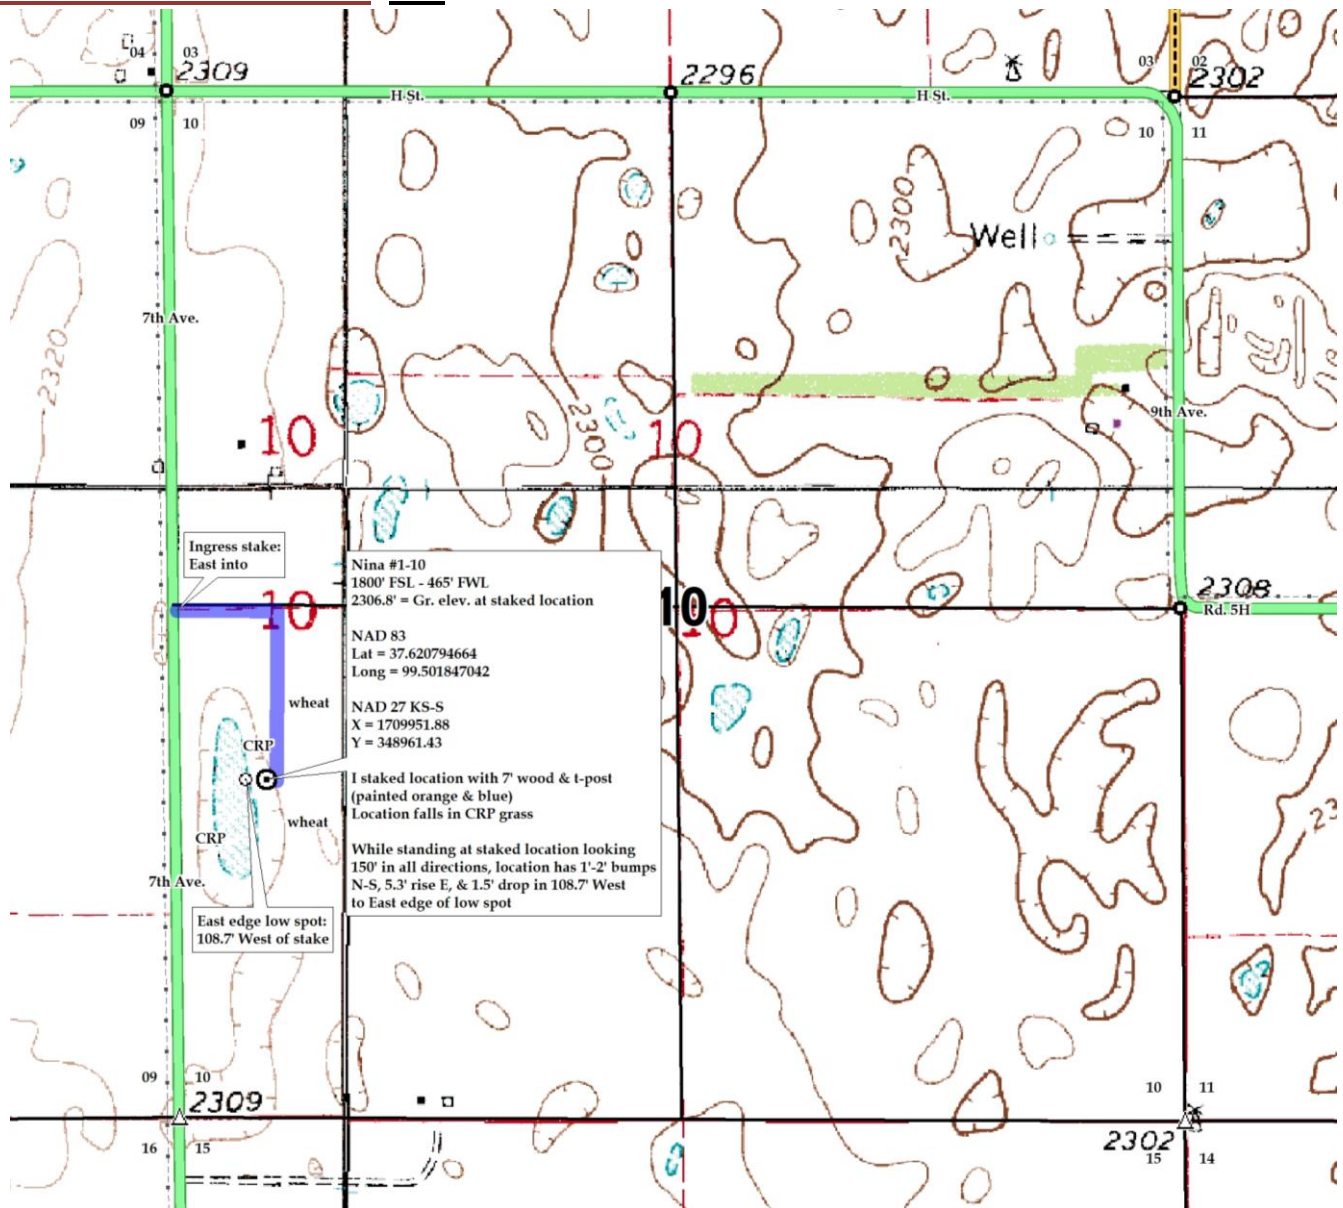 04 03
2309
2296
03 02
2302
H St.
H St.
09 10
10 11
2300
Well
7th Ave.
2320
2300
9th Ave.
10
10
Ingress stake:
East into
10
10
10
2308
Rd. 5H
Nina #1-10
1800' FSL - 465' FWL
2306.8' = Gr. elev. at staked location
NAD 83
Lat = 37.620794664
Long = 99.501847042
NAD 27 KS-S
X = 1709951.88
Y = 348961.43
I staked location with 7' wood & t-post
(painted orange & blue)
Location falls in CRP grass
While standing at staked location looking
150' in all directions, location has 1'-2' bumps
N-S, 5.3' rise E, & 1.5' drop in 108.7' West
to East edge of low spot
wheat
CRP
wheat
CRP
23
7th Ave.
East edge low spot:
108.7' West of stake
09 10
2309
16 15
10 11
2302
15 14